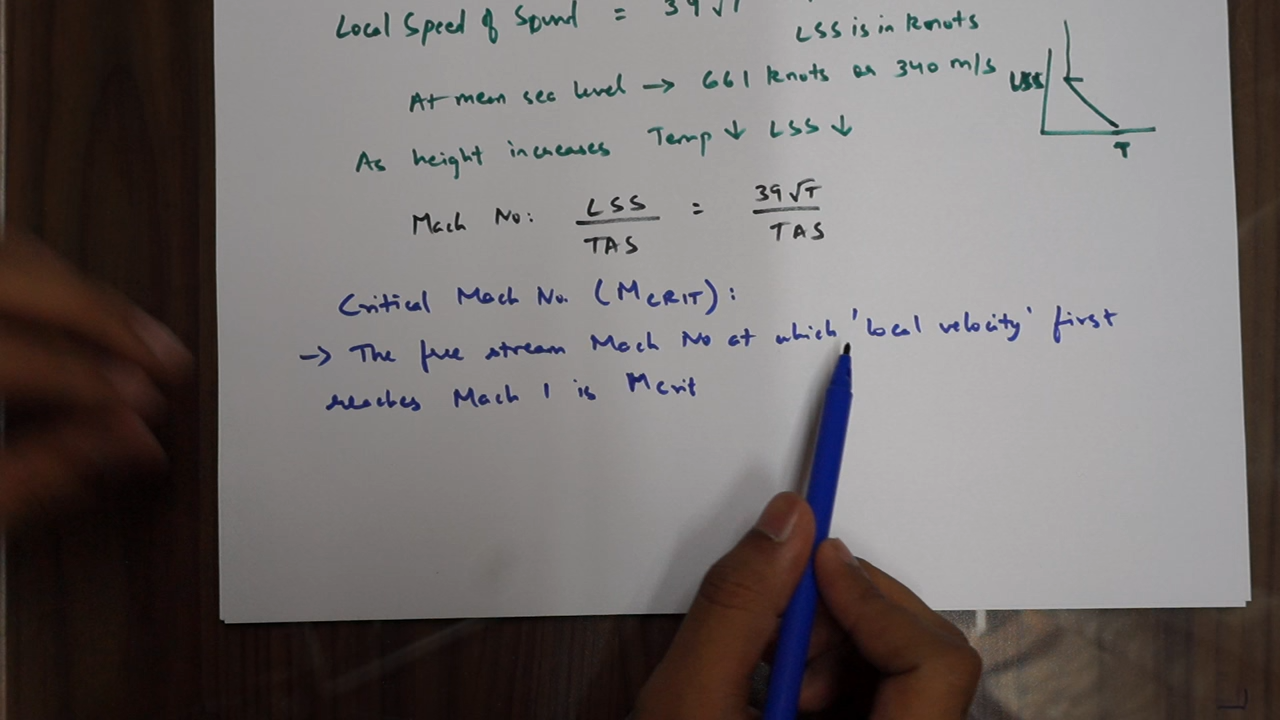 Local Speed of Sound = 39√T
LSS is in knots
At mean sea level → 661 knots or 340 m/s
LSS
T
As height increases Temp ↓ LSS ↓
Mach No: LSS/TAS = 39√T/TAS
Critical Mach No. (MCRIT):
→ The free stream Mach No at which 'local velocity' first
reaches Mach 1 is Mcrit